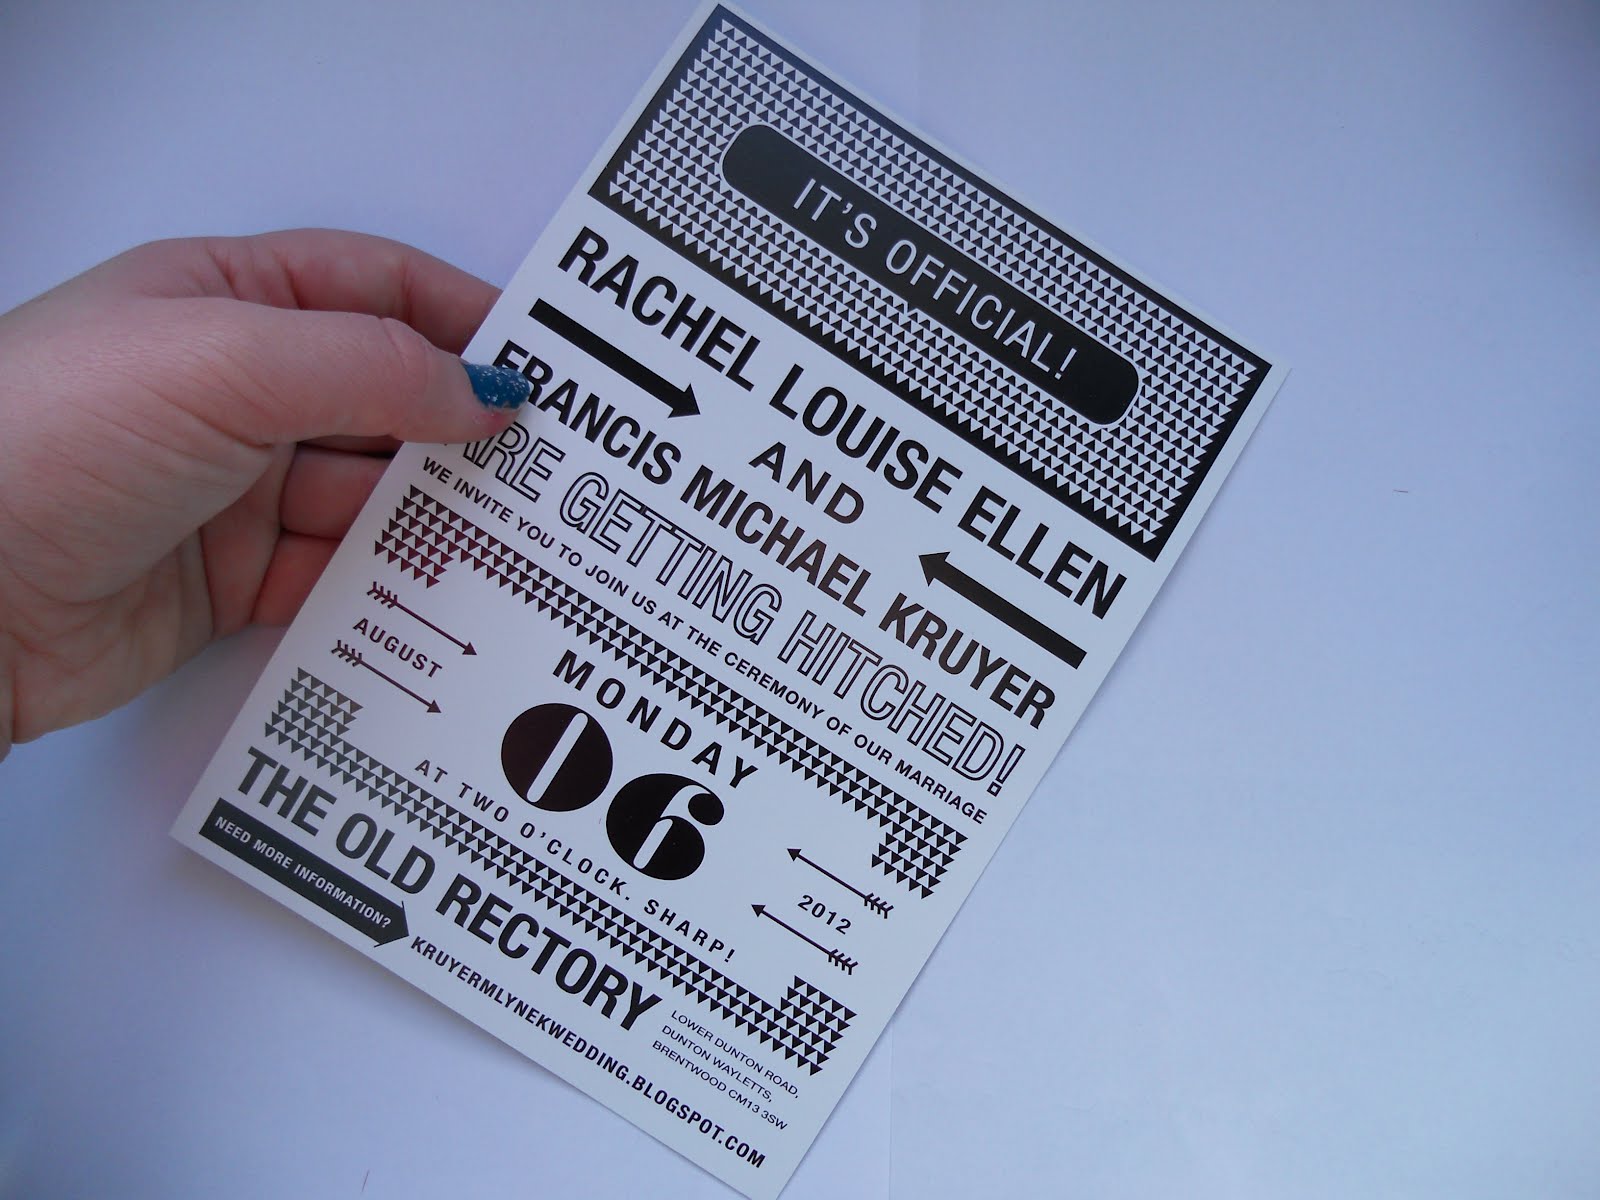 IT'S OFFICIAL!
RACHEL LOUISE ELLEN
AND
FRANCIS MICHAEL KRUYER
ARE GETTING HITCHED!
WE INVITE YOU TO JOIN US AT THE CEREMONY OF OUR MARRIAGE
MONDAY
AUGUST
06
2012
AT TWO O'CLOCK. SHARP!
THE OLD RECTORY
LOWER DUNTON ROAD,
DUNTON WAYLETTS,
BRENTWOOD CM13 3SW
NEED MORE INFORMATION?
KRUYERMLYNEKWEDDING.BLOGSPOT.COM